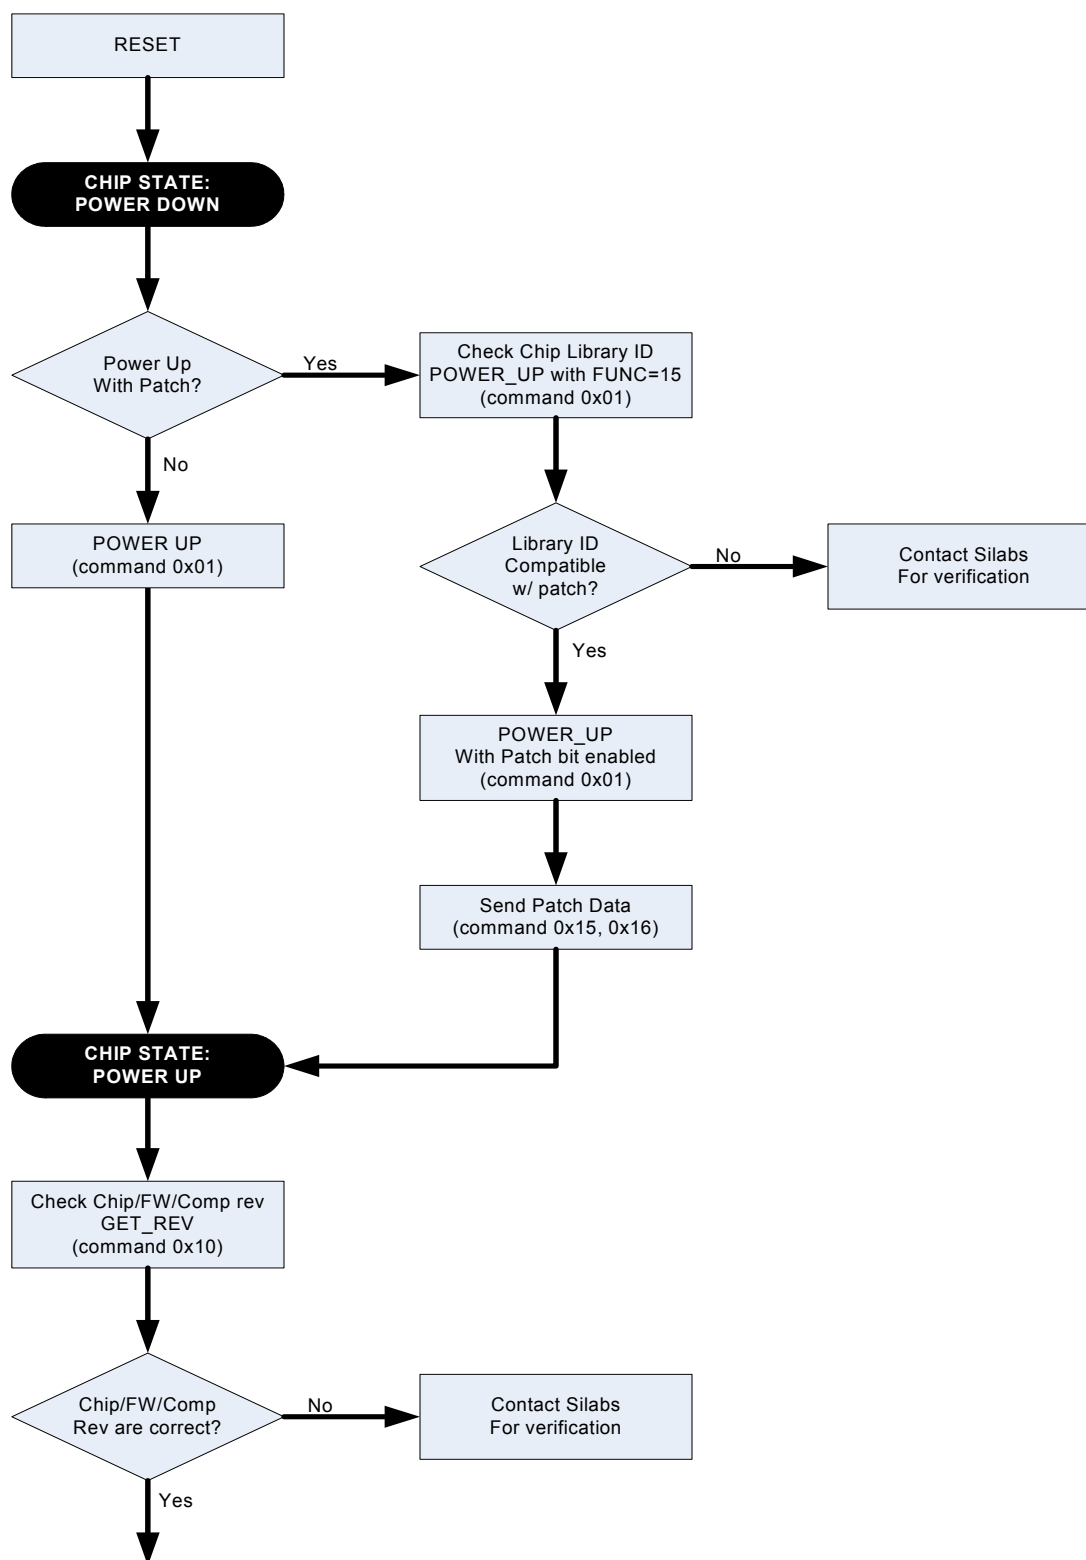 RESET
CHIP STATE:
POWER DOWN
Power Up
With Patch?
Yes
Check Chip Library ID
POWER_UP with FUNC=15
(command 0x01)
No
POWER UP
(command 0x01)
Library ID
Compatible
w/ patch?
No
Contact Silabs
For verification
Yes
POWER_UP
With Patch bit enabled
(command 0x01)
Send Patch Data
(command 0x15, 0x16)
CHIP STATE:
POWER UP
Check Chip/FW/Comp rev
GET_REV
(command 0x10)
Chip/FW/Comp
Rev are correct?
No
Contact Silabs
For verification
Yes